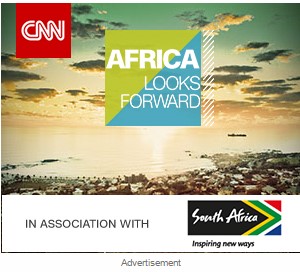 CNN
AFRICA
LOOKS
FORWARD
IN ASSOCIATION WITH
South Africa
Inspiring new ways
Advertisement